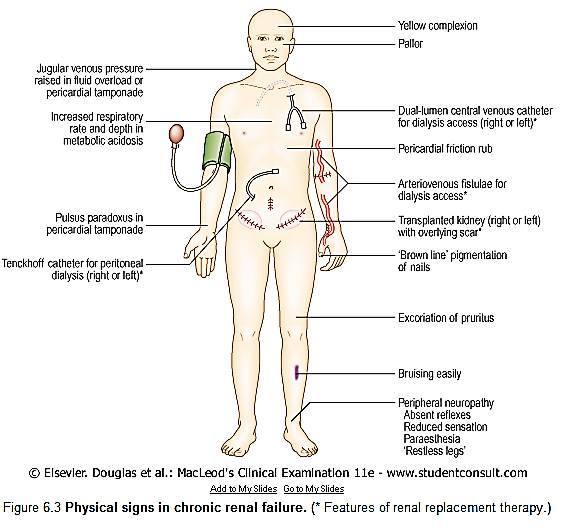 Yellow complexion
Pallor
Jugular venous pressure
raised in fluid overload or
pericardial tamponade
Increased respiratory
rate and depth in
metabolic acidosis
Dual-lumen central venous catheter
for dialysis access (right or left)*
Pericardial friction rub
Arteriovenous fistulae for
dialysis access*
Pulsus paradoxus in
pericardial tamponade
Transplanted kidney (right or left)
with overlying scar*
Tenckhoff catheter for peritoneal
dialysis (right or left)*
‘Brown line’ pigmentation
of nails
Excoriation of pruritus
Bruising easily
Peripheral neuropathy
Absent reflexes
Reduced sensation
Paraesthesia
‘Restless legs’
© Elsevier. Douglas et al.: MacLeod's Clinical Examination 11e - www.studentconsult.com
Add to My Slides Go to My Slides
Figure 6.3 Physical signs in chronic renal failure. (* Features of renal replacement therapy.)